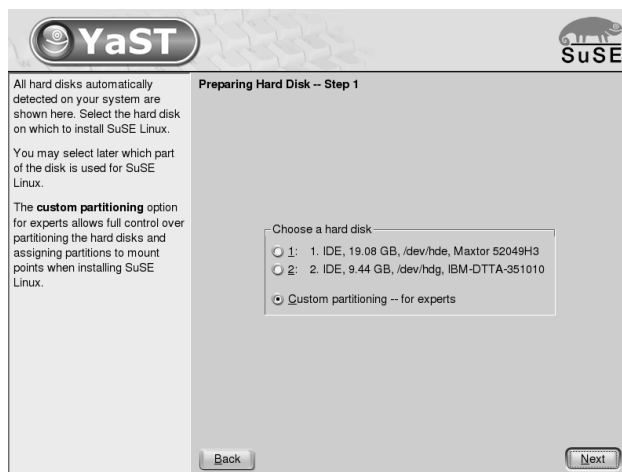 YaST
SuSE
All hard disks automatically
detected on your system are
shown here. Select the hard disk
on which to install SuSE Linux.
You may select later which part
of the disk is used for SuSE
Linux.
The custom partitioning option
for experts allows full control over
partitioning the hard disks and
assigning partitions to mount
points when installing SuSE
Linux.
Preparing Hard Disk -- Step 1
Choose a hard disk
1: 1. IDE, 19.08 GB, /dev/hde, Maxtor 52049H3
2: 2. IDE, 9.44 GB, /dev/hdg, IBM-DTTA-351010
Custom partitioning -- for experts
Back
Next